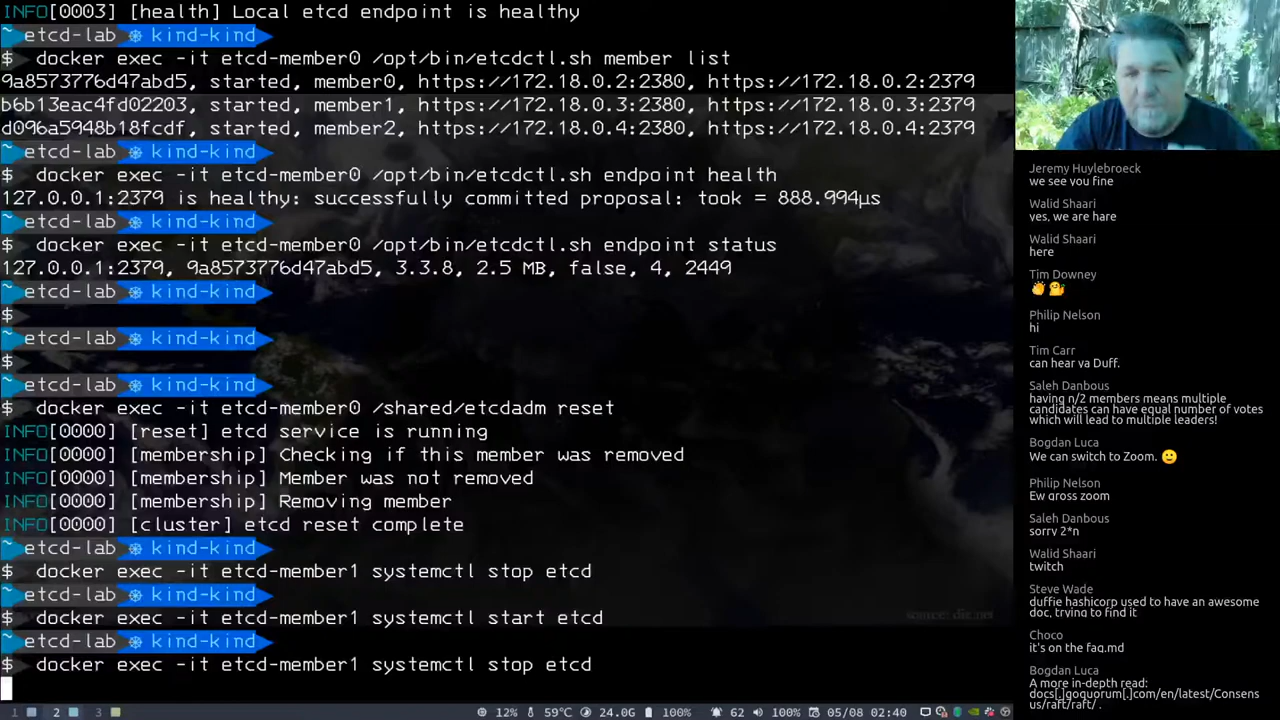 INFO[0003] [health] Local etcd endpoint is healthy
~ etcd-lab ⎈ kind-kind
$ docker exec -it etcd-member0 /opt/bin/etcdctl.sh member list
9a8573776d47abd5, started, member0, https://172.18.0.2:2380, https://172.18.0.2:2379
b6b13eac4fd02203, started, member1, https://172.18.0.3:2380, https://172.18.0.3:2379
d096a5948b18fcdf, started, member2, https://172.18.0.4:2380, https://172.18.0.4:2379
~ etcd-lab ⎈ kind-kind
$ docker exec -it etcd-member0 /opt/bin/etcdctl.sh endpoint health
127.0.0.1:2379 is healthy: successfully committed proposal: took = 888.994µs
~ etcd-lab ⎈ kind-kind
$ docker exec -it etcd-member0 /opt/bin/etcdctl.sh endpoint status
127.0.0.1:2379, 9a8573776d47abd5, 3.3.8, 2.5 MB, false, 4, 2449
~ etcd-lab ⎈ kind-kind
$
~ etcd-lab ⎈ kind-kind
$
~ etcd-lab ⎈ kind-kind
$ docker exec -it etcd-member0 /shared/etcdadm reset
INFO[0000] [reset] etcd service is running
INFO[0000] [membership] Checking if this member was removed
INFO[0000] [membership] Member was not removed
INFO[0000] [membership] Removing member
INFO[0000] [cluster] etcd reset complete
~ etcd-lab ⎈ kind-kind
$ docker exec -it etcd-member1 systemctl stop etcd
~ etcd-lab ⎈ kind-kind
$ docker exec -it etcd-member1 systemctl start etcd
~ etcd-lab ⎈ kind-kind
$ docker exec -it etcd-member1 systemctl stop etcd
1 2 3 12% 59℃ 24.0G 100% 62 100% 05/08 02:40
Jeremy Huylebroeck
we see you fine
Walid Shaari
yes, we are hare
Walid Shaari
here
Tim Downey
Philip Nelson
hi
Tim Carr
can hear ya Duff.
Saleh Danbous
having n/2 members means multiple
candidates can have equal number of votes
which will lead to multiple leaders!
Bogdan Luca
We can switch to Zoom. 🙂
Philip Nelson
Ew gross zoom
Saleh Danbous
sorry 2*n
Walid Shaari
twitch
Steve Wade
duffie hashicorp used to have an awesome
doc, trying to find it
Choco
it's on the faq.md
Bogdan Luca
A more in-depth read:
docs[.]goquorum[.]com/en/latest/Consens
us/raft/raft/ .